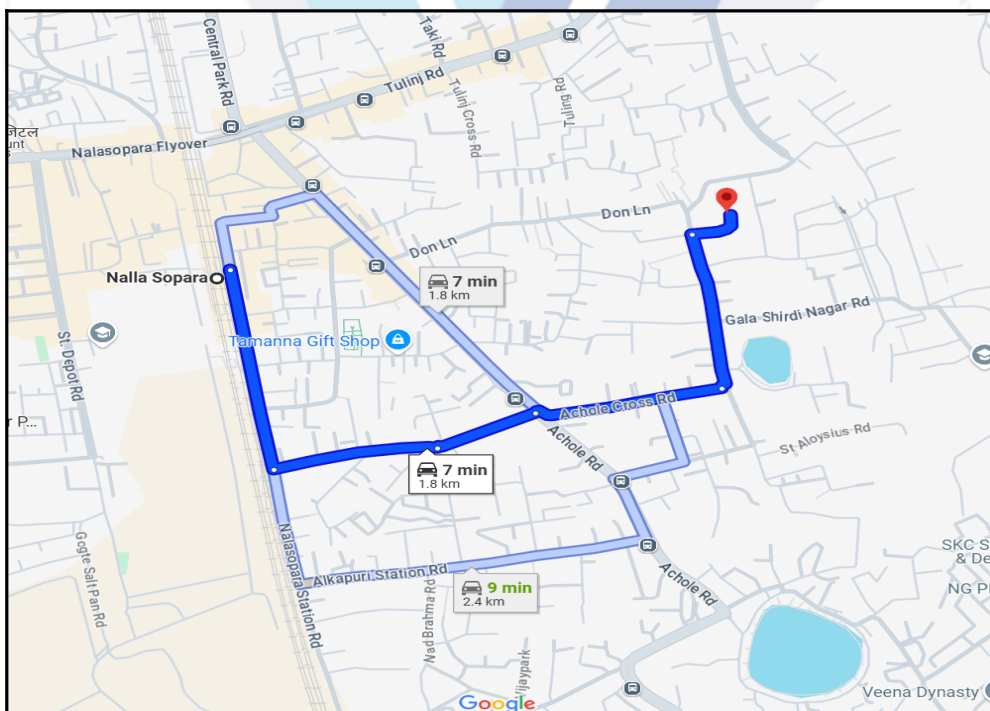 Central Park Rd
Taki Rd
Tulinj Rd
Tulinj Cross Rd
Tuling Rd
जिटल
unt
s
Nalasopara Flyover
Don Ln
Don Ln
Nalla Sopara
7 min
1.8 km
Gala Shirdi Nagar Rd
Tamanna Gift Shop
St. Depot Rd
r P...
Achole Cross Rd
Achole Rd
St Aloysius Rd
7 min
1.8 km
Nalasopara Station Rd
Gogte Salt Pan Rd
Alkapuri Station Rd
9 min
2.4 km
Nad Brahma Rd
Achole Rd
SKC S
& De
NG P
Vijaypark
Google
Veena Dynasty